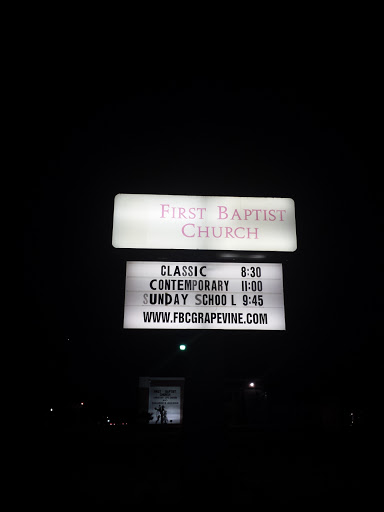 FIRST BAPTIST
CHURCH
CLASSIC 8:30
CONTEMPORARY 11:00
SUNDAY SCHOOL 9:45
WWW.FBCGRAPEVINE.COM